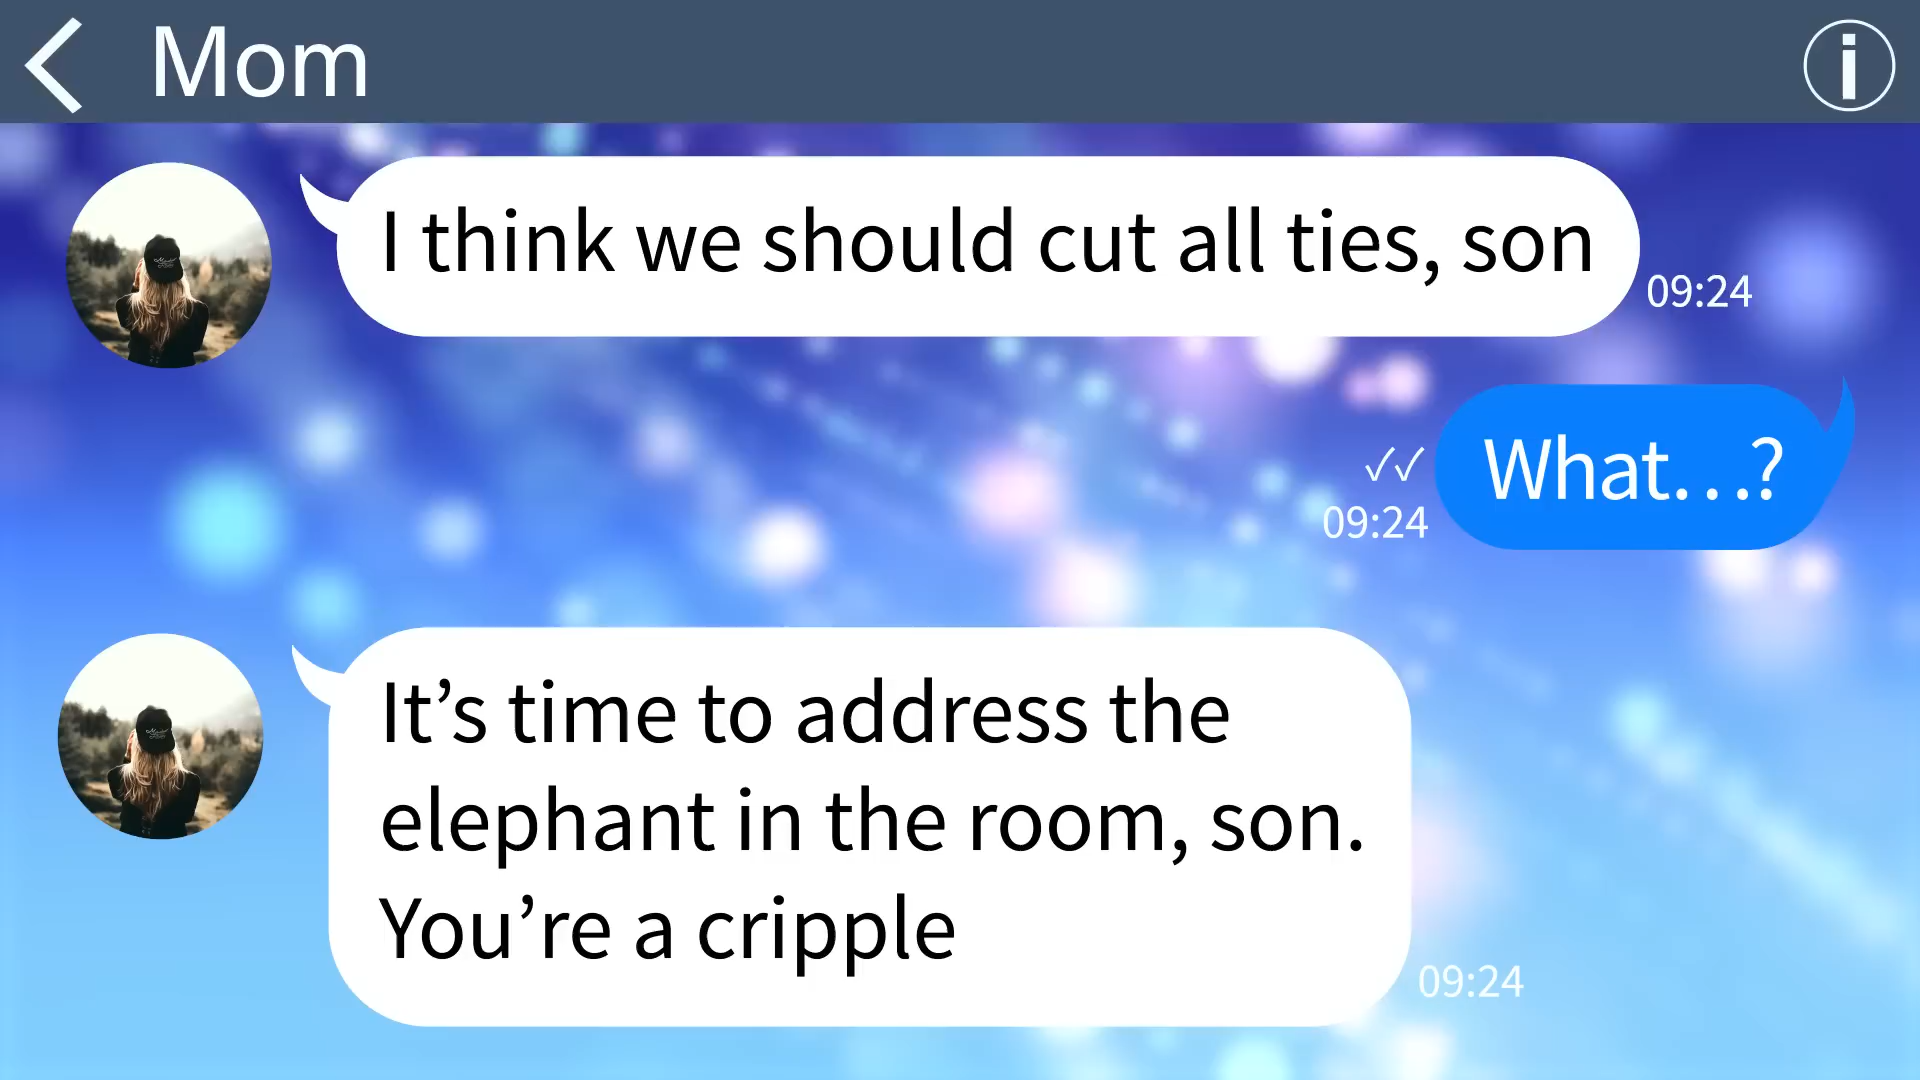 Mom
I think we should cut all ties, son
09:24
What...?
✓✓
09:24
It’s time to address the
elephant in the room, son.
You’re a cripple
09:24